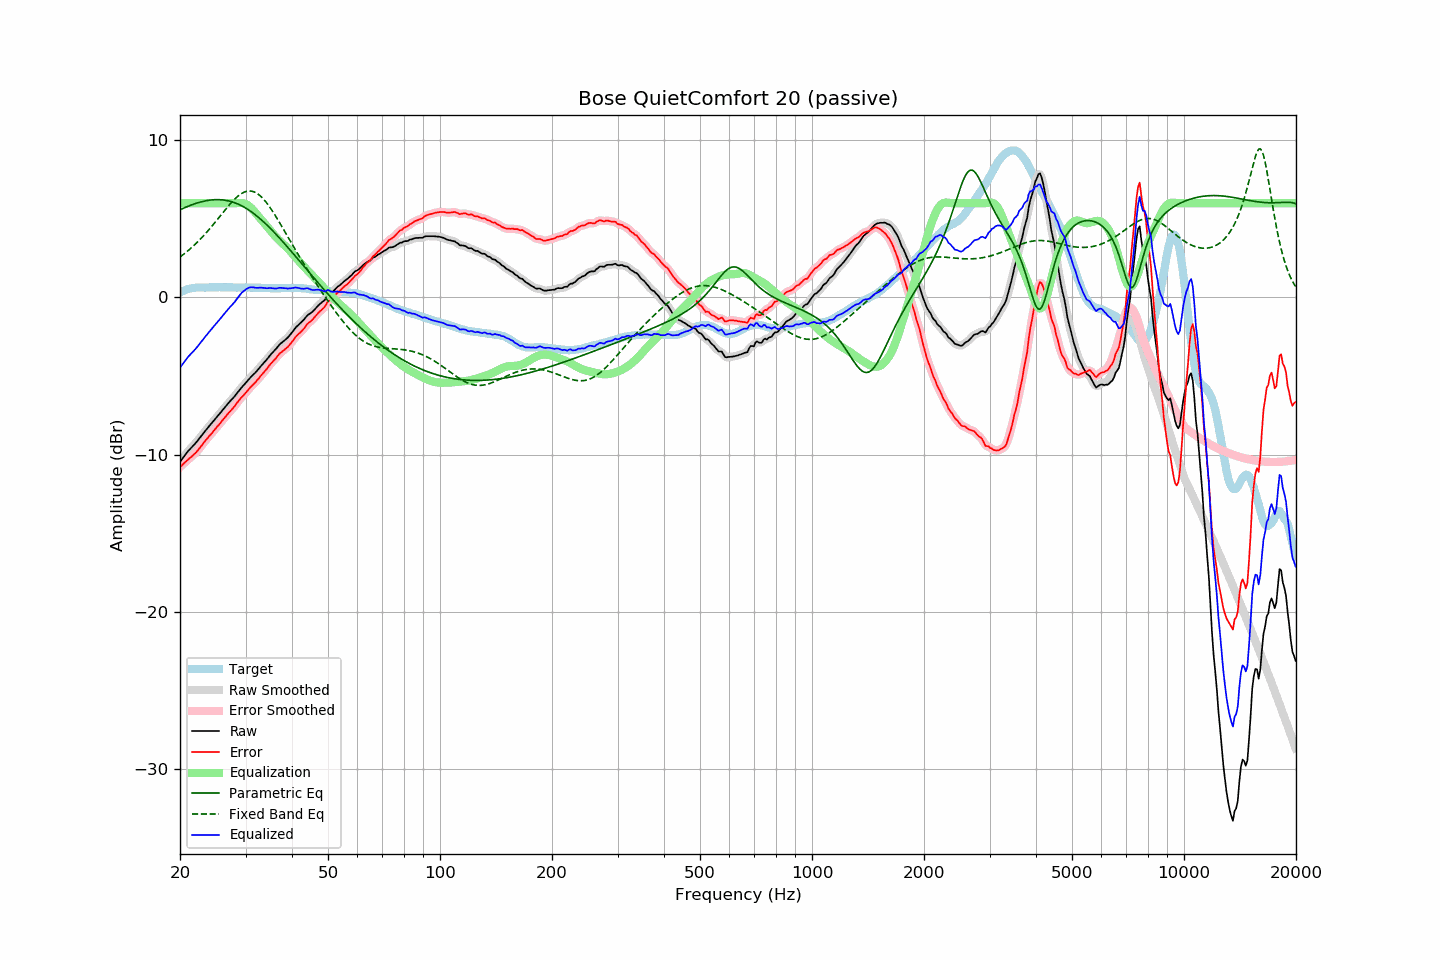 Bose QuietComfort 20 (passive)
10
0
−10
−20
−30
Amplitude (dBr)
Target
Raw Smoothed
Error Smoothed
Raw
Error
Equalization
Parametric Eq
Fixed Band Eq
Equalized
20 50 100 200 500 1000 2000 5000 10000 20000
Frequency (Hz)